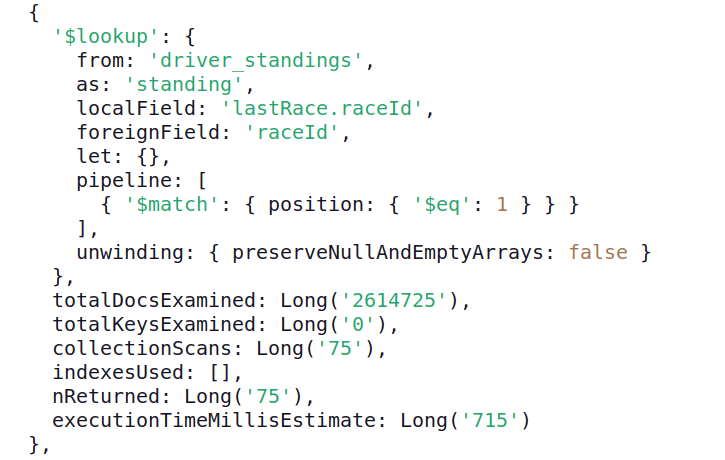 {
'$lookup': {
from: 'driver_standings',
as: 'standing',
localField: 'lastRace.raceId',
foreignField: 'raceId',
let: {},
pipeline: [
{ '$match': { position: { '$eq': 1 } } }
],
unwinding: { preserveNullAndEmptyArrays: false }
},
totalDocsExamined: Long('2614725'),
totalKeysExamined: Long('0'),
collectionScans: Long('75'),
indexesUsed: [],
nReturned: Long('75'),
executionTimeMillisEstimate: Long('715')
},